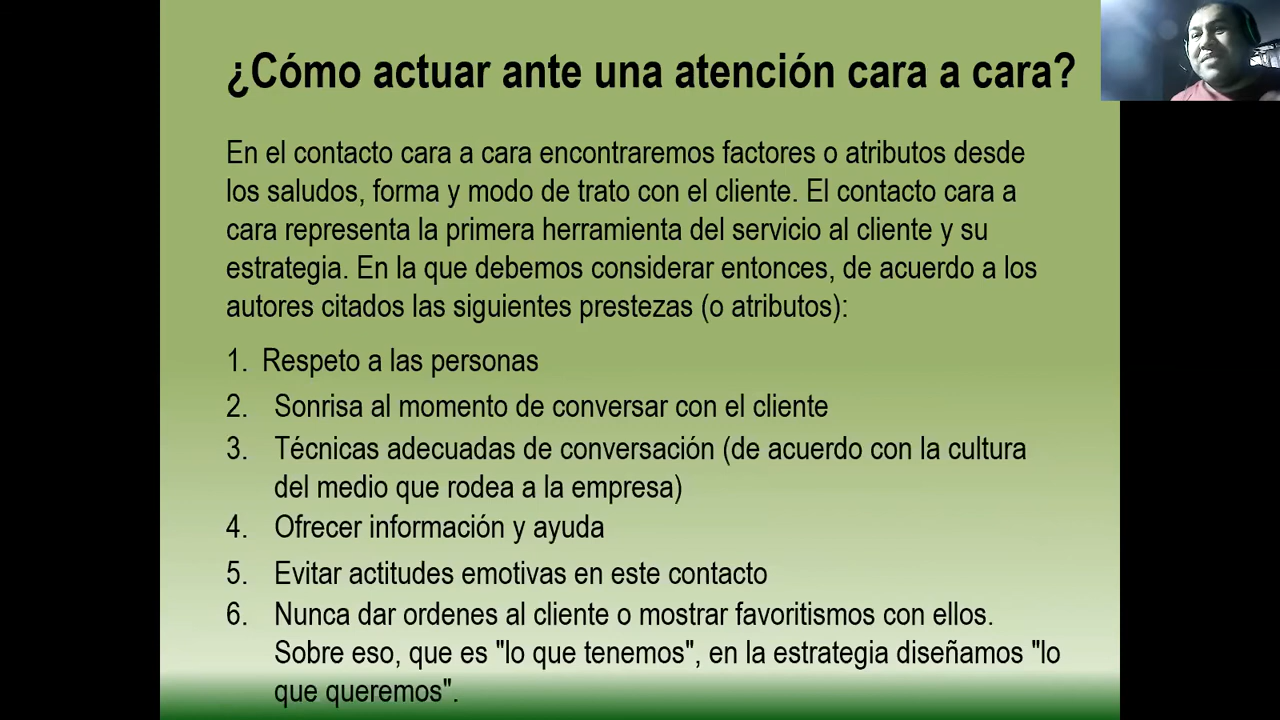 ¿Cómo actuar ante una atención cara a cara?
En el contacto cara a cara encontraremos factores o atributos desde
los saludos, forma y modo de trato con el cliente. El contacto cara a
cara representa la primera herramienta del servicio al cliente y su
estrategia. En la que debemos considerar entonces, de acuerdo a los
autores citados las siguientes prestezas (o atributos):
1. Respeto a las personas
2. Sonrisa al momento de conversar con el cliente
3. Técnicas adecuadas de conversación (de acuerdo con la cultura
del medio que rodea a la empresa)
4. Ofrecer información y ayuda
5. Evitar actitudes emotivas en este contacto
6. Nunca dar ordenes al cliente o mostrar favoritismos con ellos.
Sobre eso, que es "lo que tenemos", en la estrategia diseñamos "lo
que queremos".